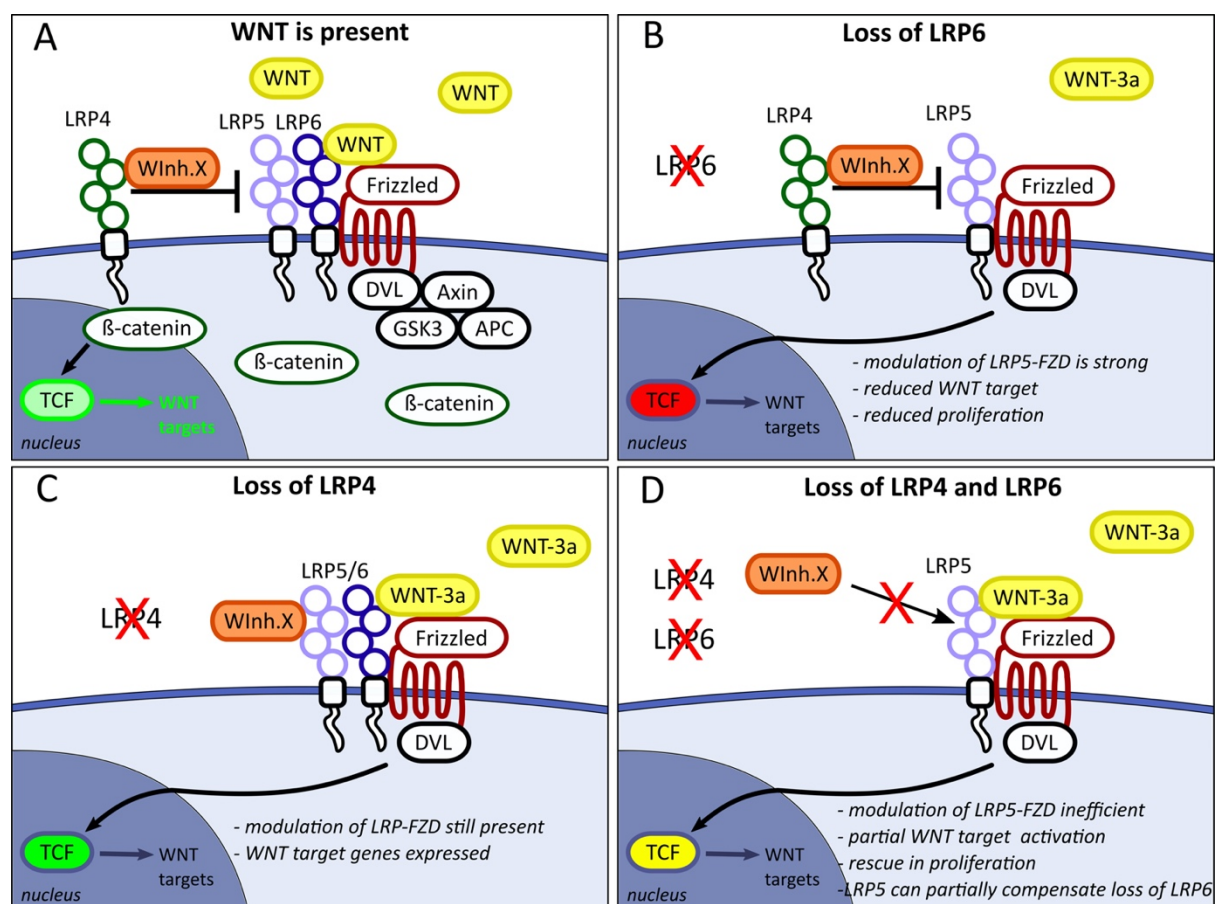 A
WNT is present
WNT
WNT
LRP4
LRP5 LRP6
WNT
WInh.X
Frizzled
DVL
Axin
GSK3
APC
ß-catenin
ß-catenin
ß-catenin
TCF
WNT
targets
nucleus
B
Loss of LRP6
WNT-3a
LRP6
LRP4
LRP5
WInh.X
Frizzled
DVL
- modulation of LRP5-FZD is strong
- reduced WNT target
- reduced proliferation
TCF
WNT
targets
nucleus
C
Loss of LRP4
WNT-3a
LRP5/6
WNT-3a
LRP4
WInh.X
Frizzled
DVL
- modulation of LRP-FZD still present
- WNT target genes expressed
TCF
WNT
targets
nucleus
D
Loss of LRP4 and LRP6
WNT-3a
LRP4
WInh.X
LRP5
WNT-3a
LRP6
Frizzled
DVL
- modulation of LRP5-FZD inefficient
- partial WNT target activation
- rescue in proliferation
-LRP5 can partially compensate loss of LRP6
TCF
WNT
targets
nucleus